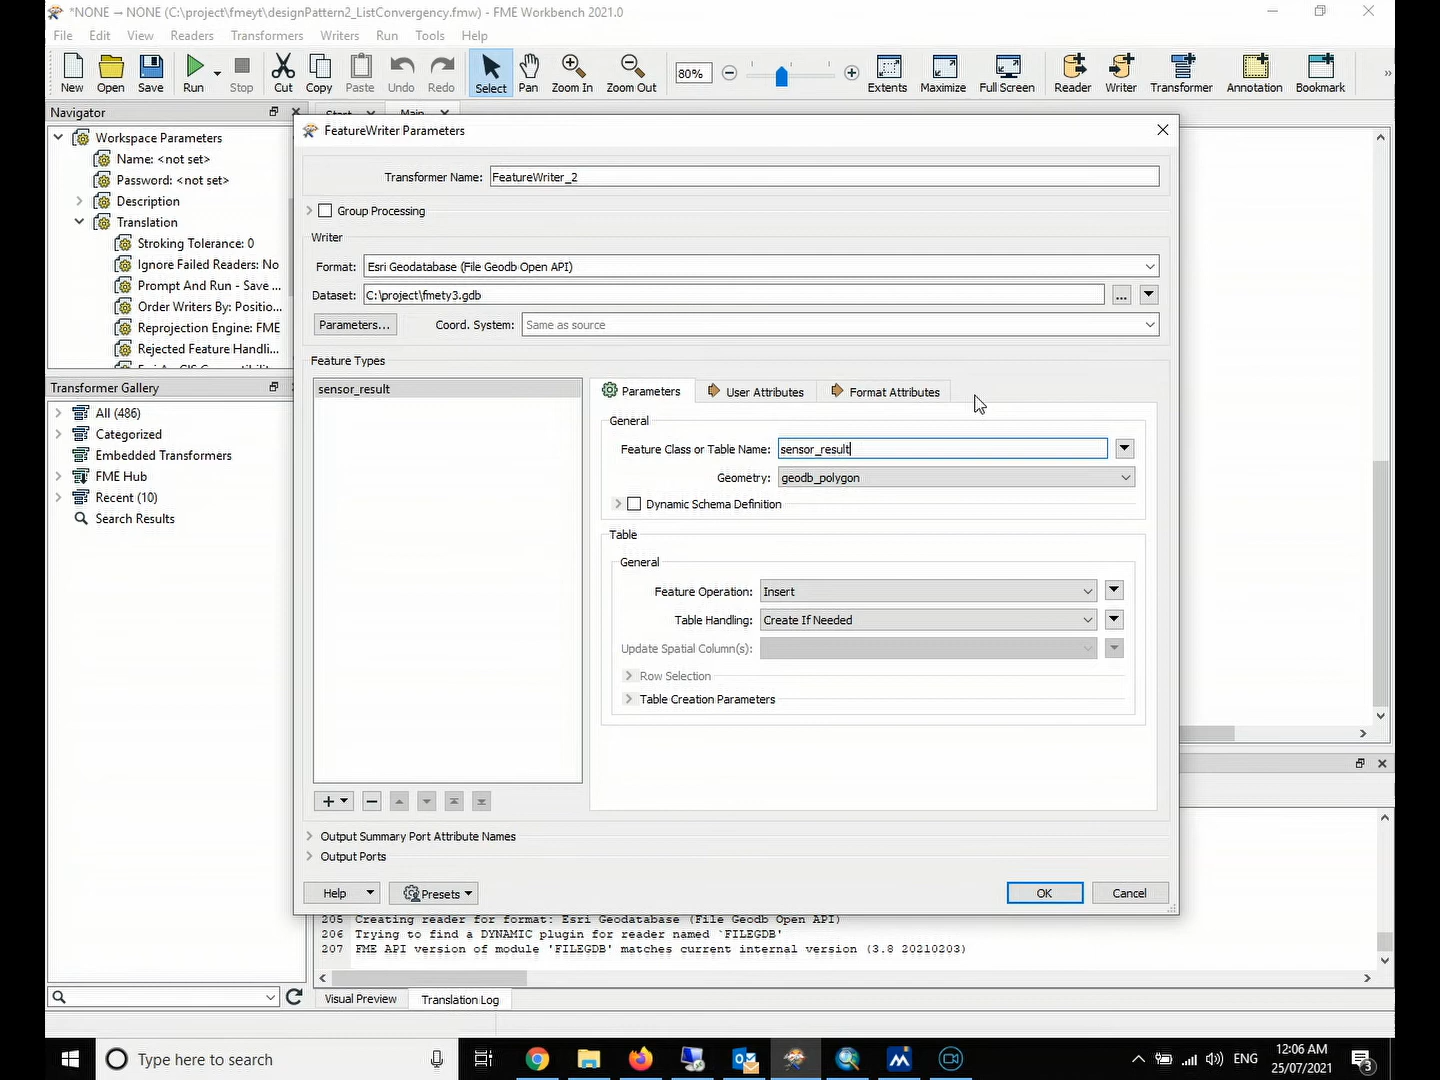 *NONE → NONE (C:\project\fmeyt\designPattern2_ListConvergency.fmw) - FME Workbench 2021.0
File Edit View Readers Transformers Writers Run Tools Help
New Open Save Run Stop Cut Copy Paste Undo Redo Select Pan Zoom In Zoom Out 80% Extents Maximize Full Screen Reader Writer Transformer Annotation Bookmark
Navigator
Start Main
Workspace Parameters
Name: <not set>
Password: <not set>
Description
Translation
Stroking Tolerance: 0
Ignore Failed Readers: No
Prompt And Run - Save ...
Order Writers By: Positio...
Reprojection Engine: FME
Rejected Feature Handli...
Transformer Gallery
All (486)
Categorized
Embedded Transformers
FME Hub
Recent (10)
Search Results
FeatureWriter Parameters
Transformer Name: FeatureWriter_2
Group Processing
Writer
Format: Esri Geodatabase (File Geodb Open API)
Dataset: C:\project\fmety3.gdb ...
Parameters... Coord. System: Same as source
Feature Types
sensor_result
Parameters User Attributes Format Attributes
General
Feature Class or Table Name: sensor_result
Geometry: geodb_polygon
Dynamic Schema Definition
Table
General
Feature Operation: Insert
Table Handling: Create If Needed
Update Spatial Column(s):
Row Selection
Table Creation Parameters
Output Summary Port Attribute Names
Output Ports
Help Presets OK Cancel
205 Creating reader for format: Esri Geodatabase (File Geodb Open API)
206 Trying to find a DYNAMIC plugin for reader named `FILEGDB'
207 FME API version of module 'FILEGDB' matches current internal version (3.8 20210203)
Visual Preview Translation Log
Type here to search
ENG
12:06 AM
25/07/2021
3